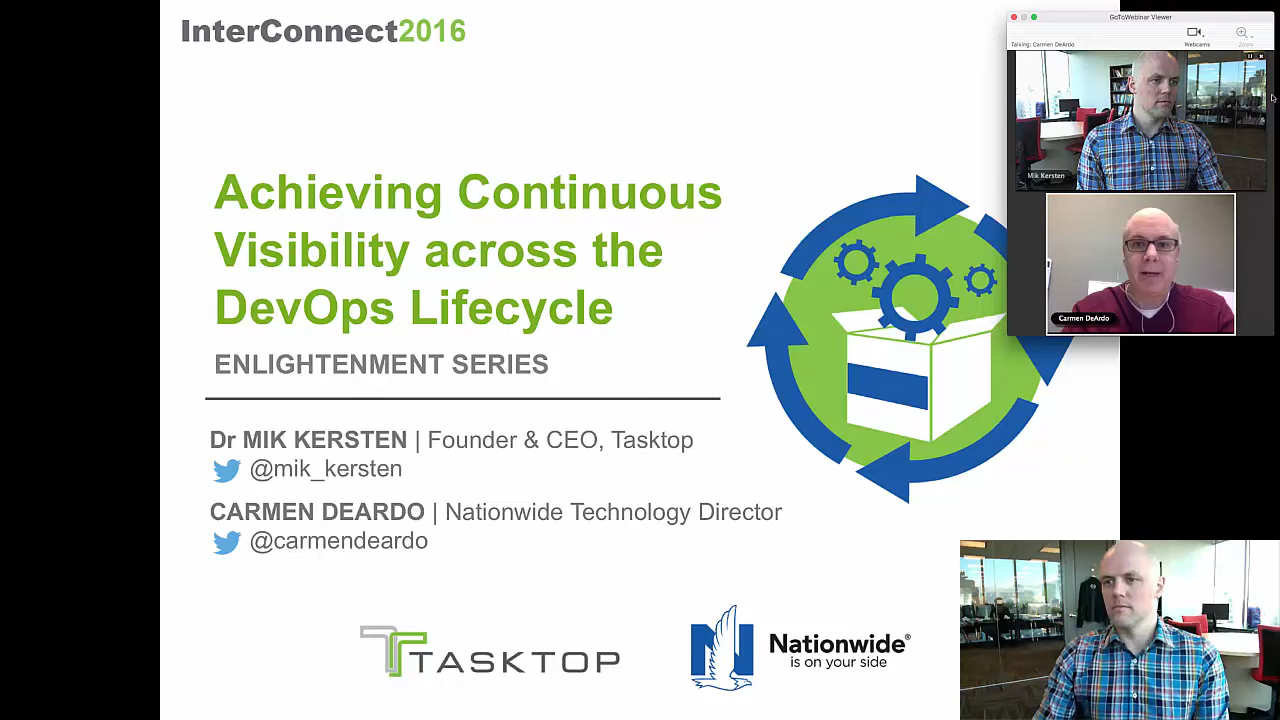 InterConnect2016
GoToWebinar Viewer
Talking: Carmen DeArdo
Webcams
Zoom
Mik Kersten
Carmen DeArdo
Achieving Continuous
Visibility across the
DevOps Lifecycle
ENLIGHTENMENT SERIES
Dr MIK KERSTEN | Founder & CEO, Tasktop
@mik_kersten
CARMEN DEARDO | Nationwide Technology Director
@carmendeardo
TASKTOP
Nationwide®
is on your side